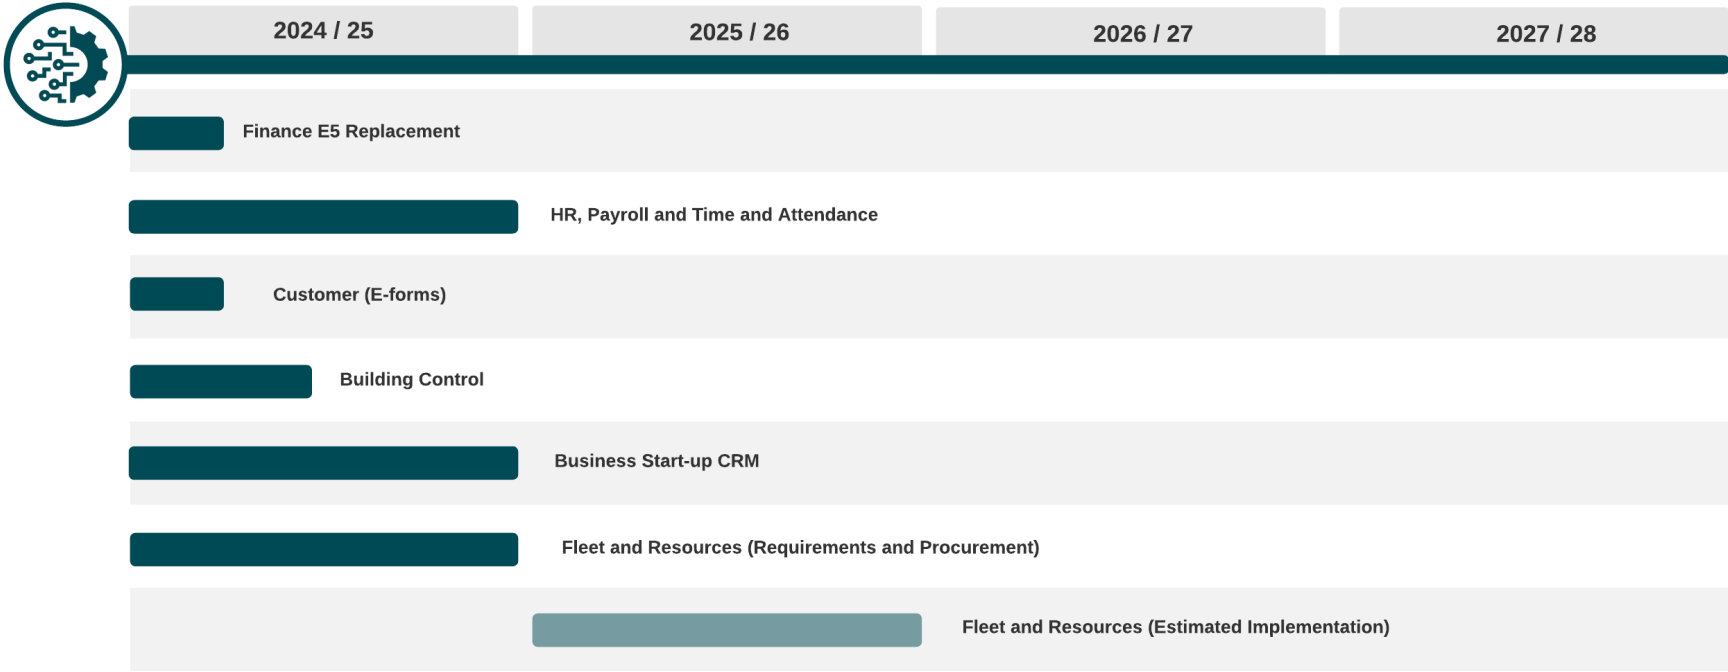 2024 / 25
2025 / 26
2026 / 27
2027 / 28
Finance E5 Replacement
HR, Payroll and Time and Attendance
Customer (E-forms)
Building Control
Business Start-up CRM
Fleet and Resources (Requirements and Procurement)
Fleet and Resources (Estimated Implementation)